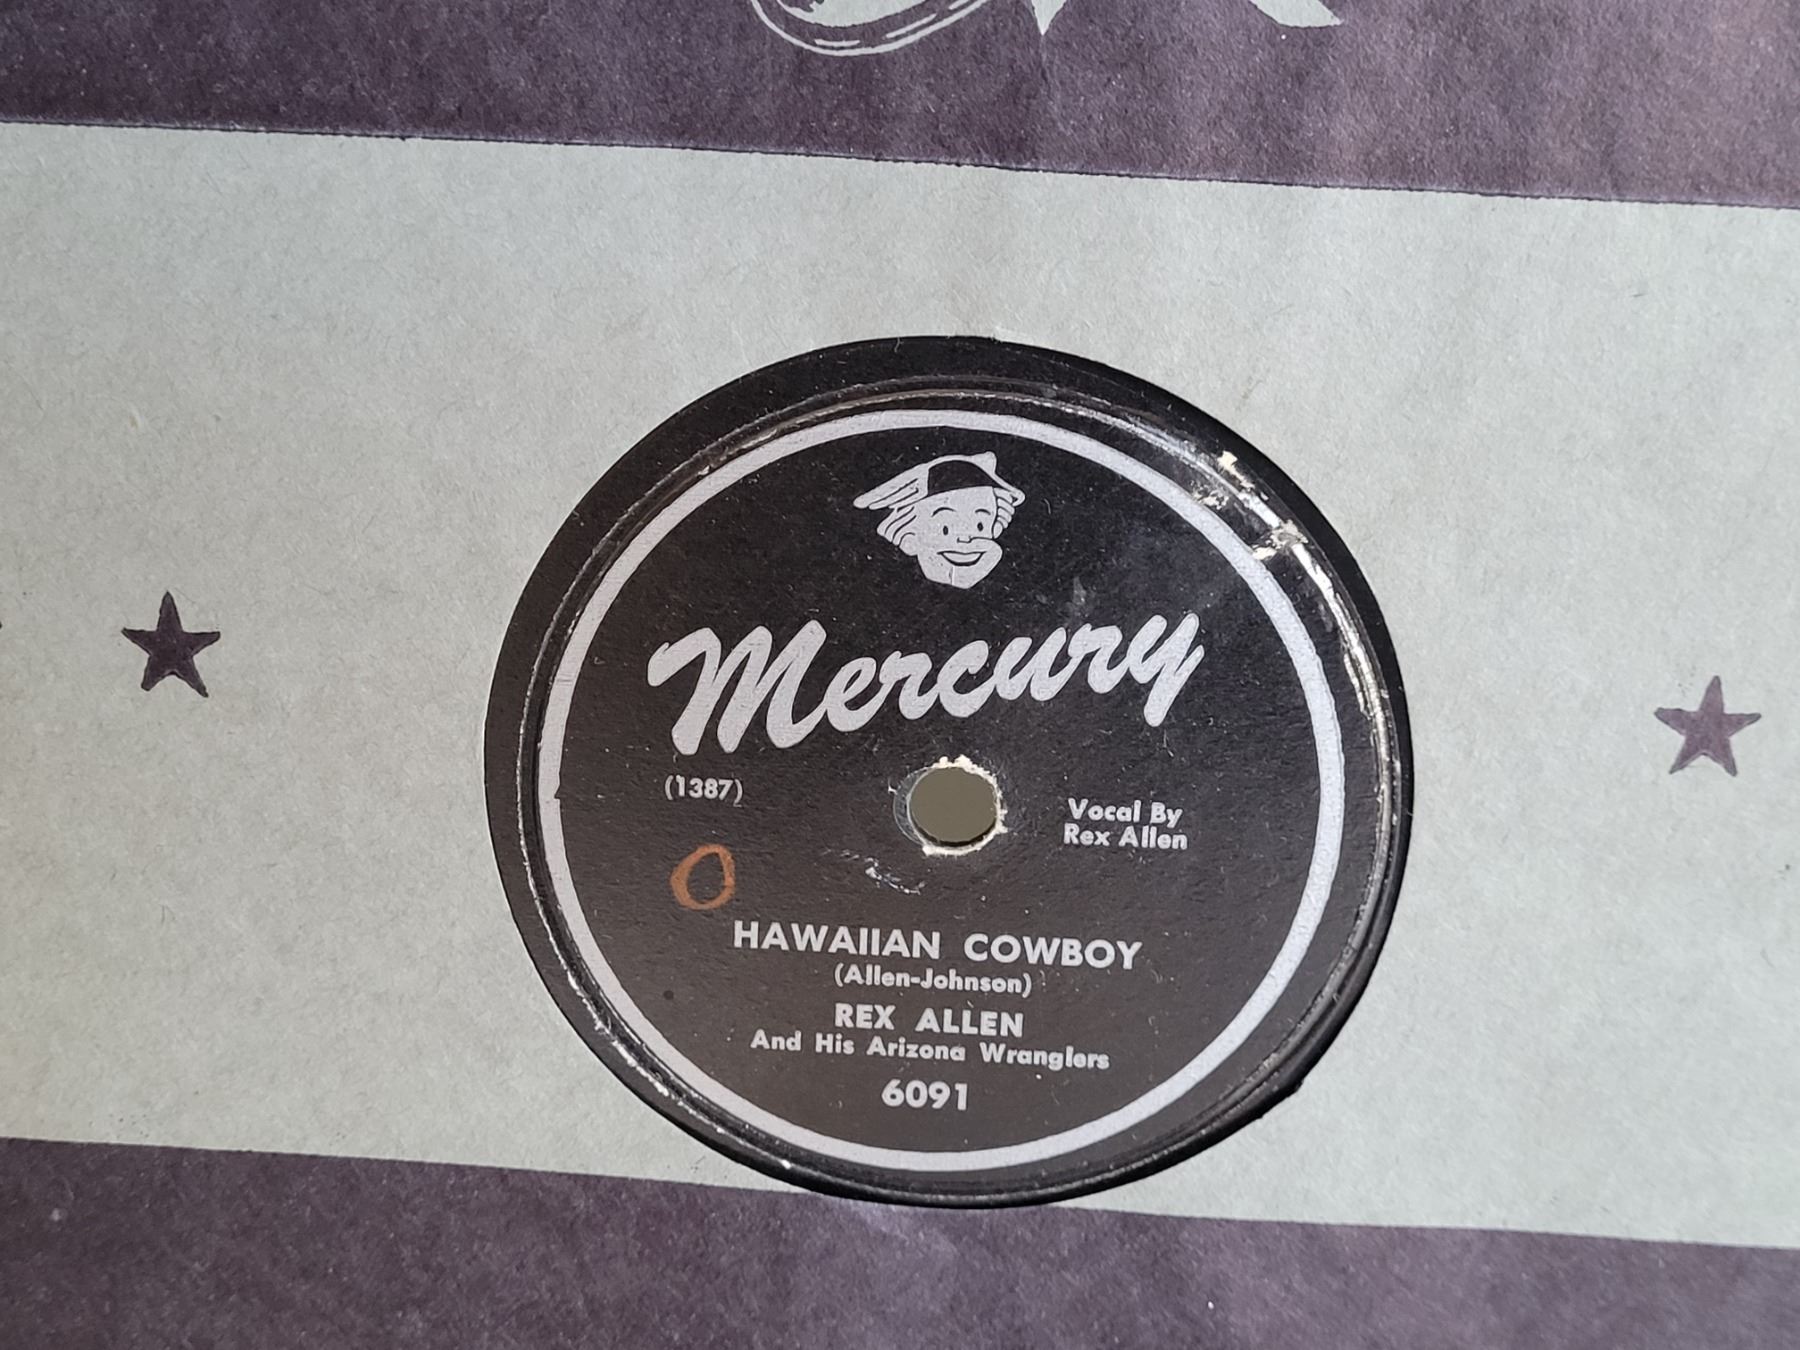 Mercury
(1387)
Vocal By
Rex Allen
O
HAWAIIAN COWBOY
(Allen-Johnson)
REX ALLEN
And His Arizona Wranglers
6091